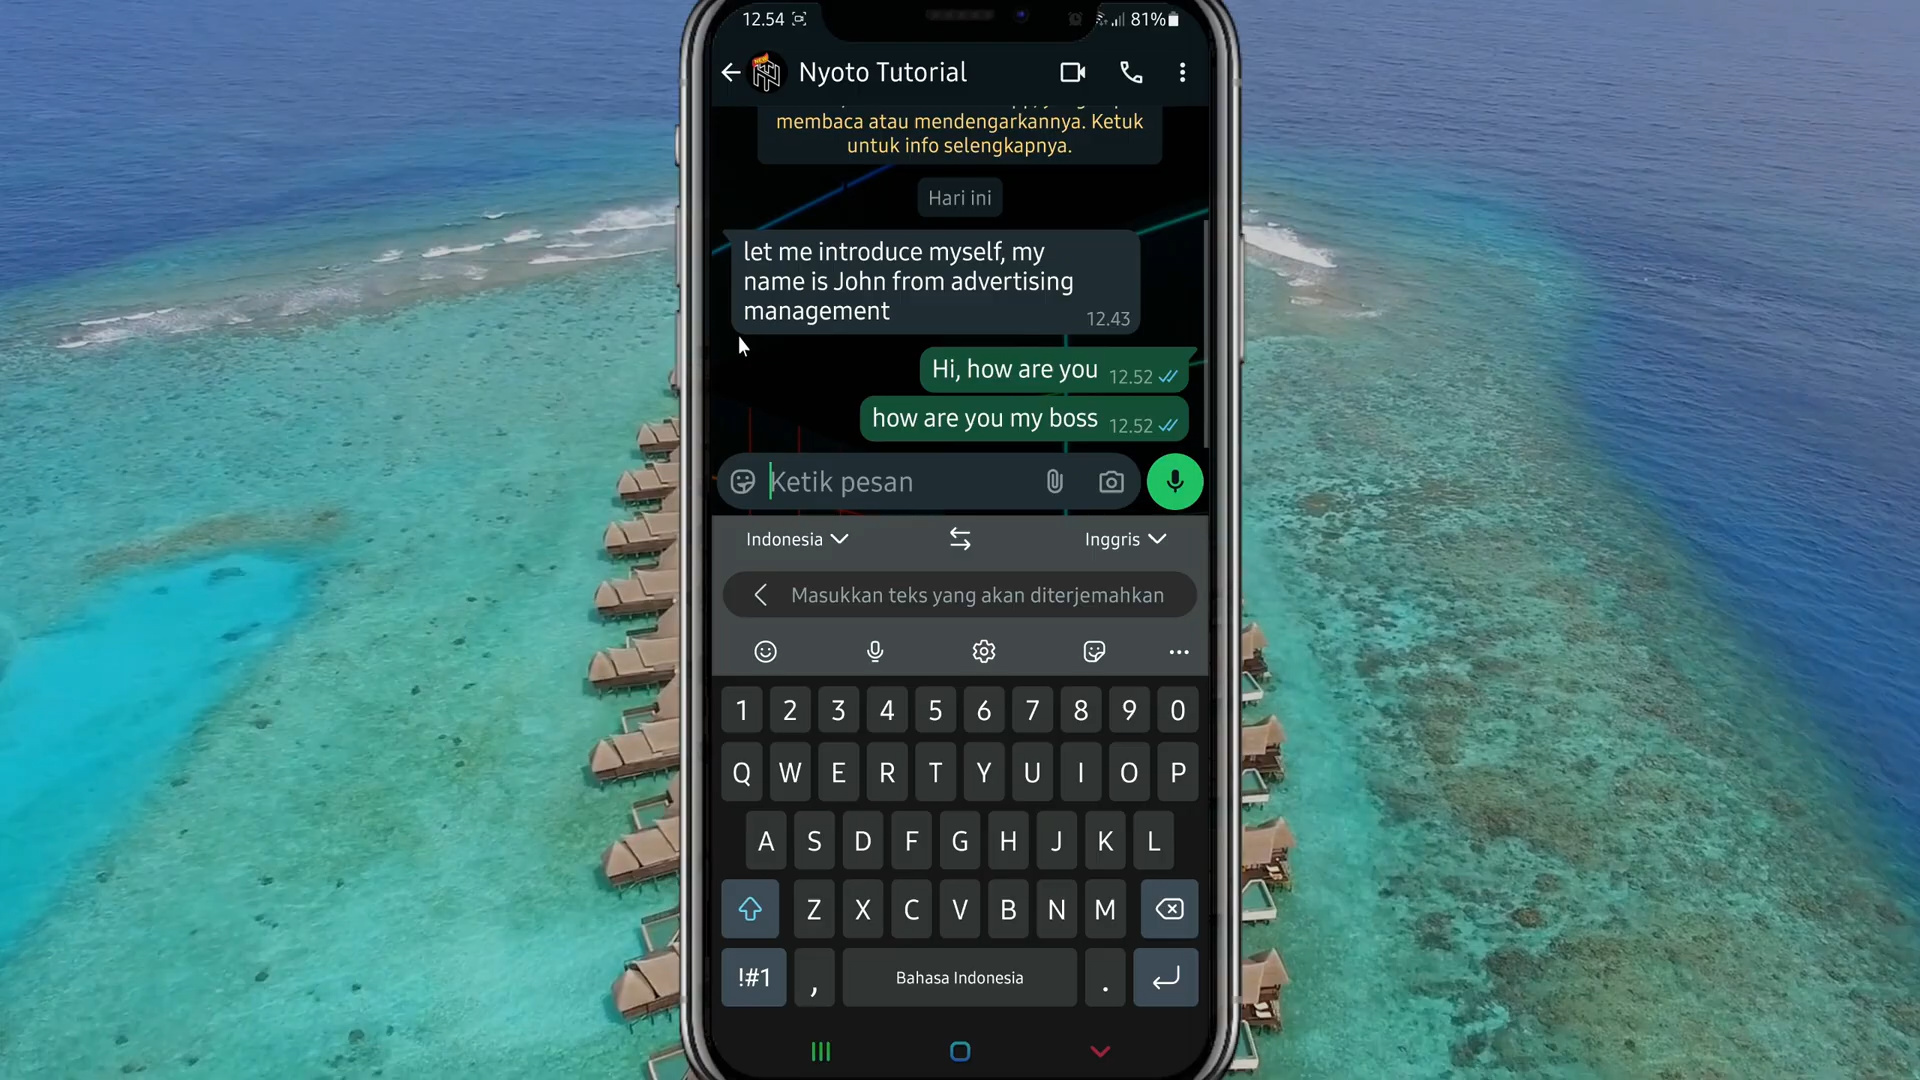 12.54
81%
Nyoto Tutorial
membaca atau mendengarkannya. Ketuk
untuk info selengkapnya.
Hari ini
let me introduce myself, my
name is John from advertising
management
12.43
Hi, how are you 12.52
how are you my boss 12.52
Ketik pesan
Indonesia
Inggris
Masukkan teks yang akan diterjemahkan
1 2 3 4 5 6 7 8 9 0
Q W E R T Y U I O P
A S D F G H J K L
Z X C V B N M
!#1 , Bahasa Indonesia .